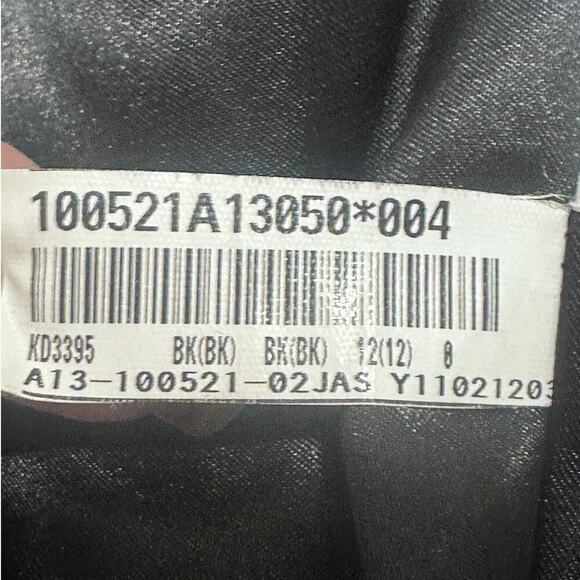 100521A13050*004
KD3395 BK(BK) BK(BK) 12(12) 0
A13-100521-02JAS Y11021203